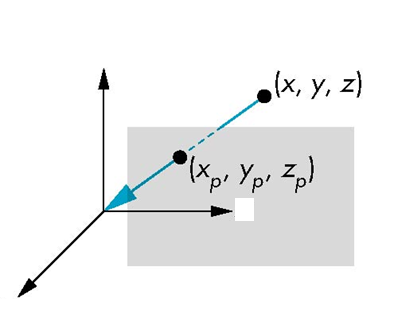 (x, y, z)
(xₚ, yₚ, zₚ)